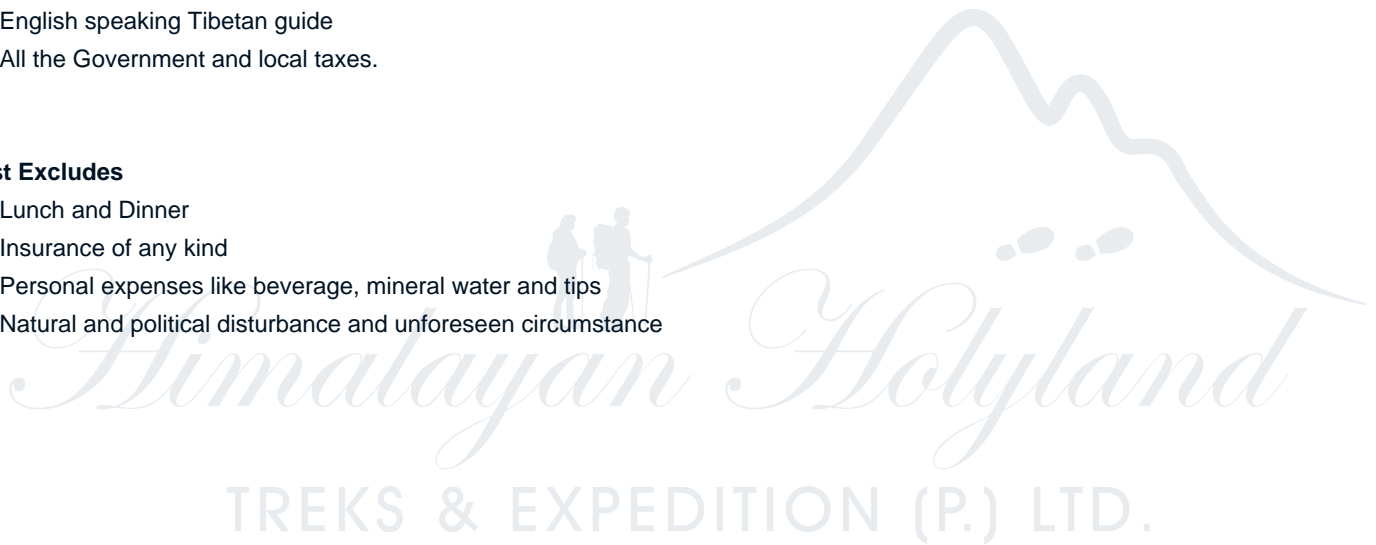 English speaking Tibetan guide
All the Government and local taxes.
st Excludes
Lunch and Dinner
Insurance of any kind
Personal expenses like beverage, mineral water and tips
Natural and political disturbance and unforeseen circumstance
Himalayan Holyland
TREKS & EXPEDITION (P.) LTD.